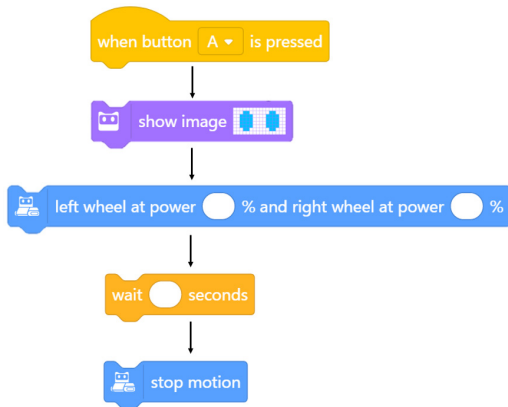 when button A is pressed
show image
left wheel at power % and right wheel at power %
wait seconds
stop motion